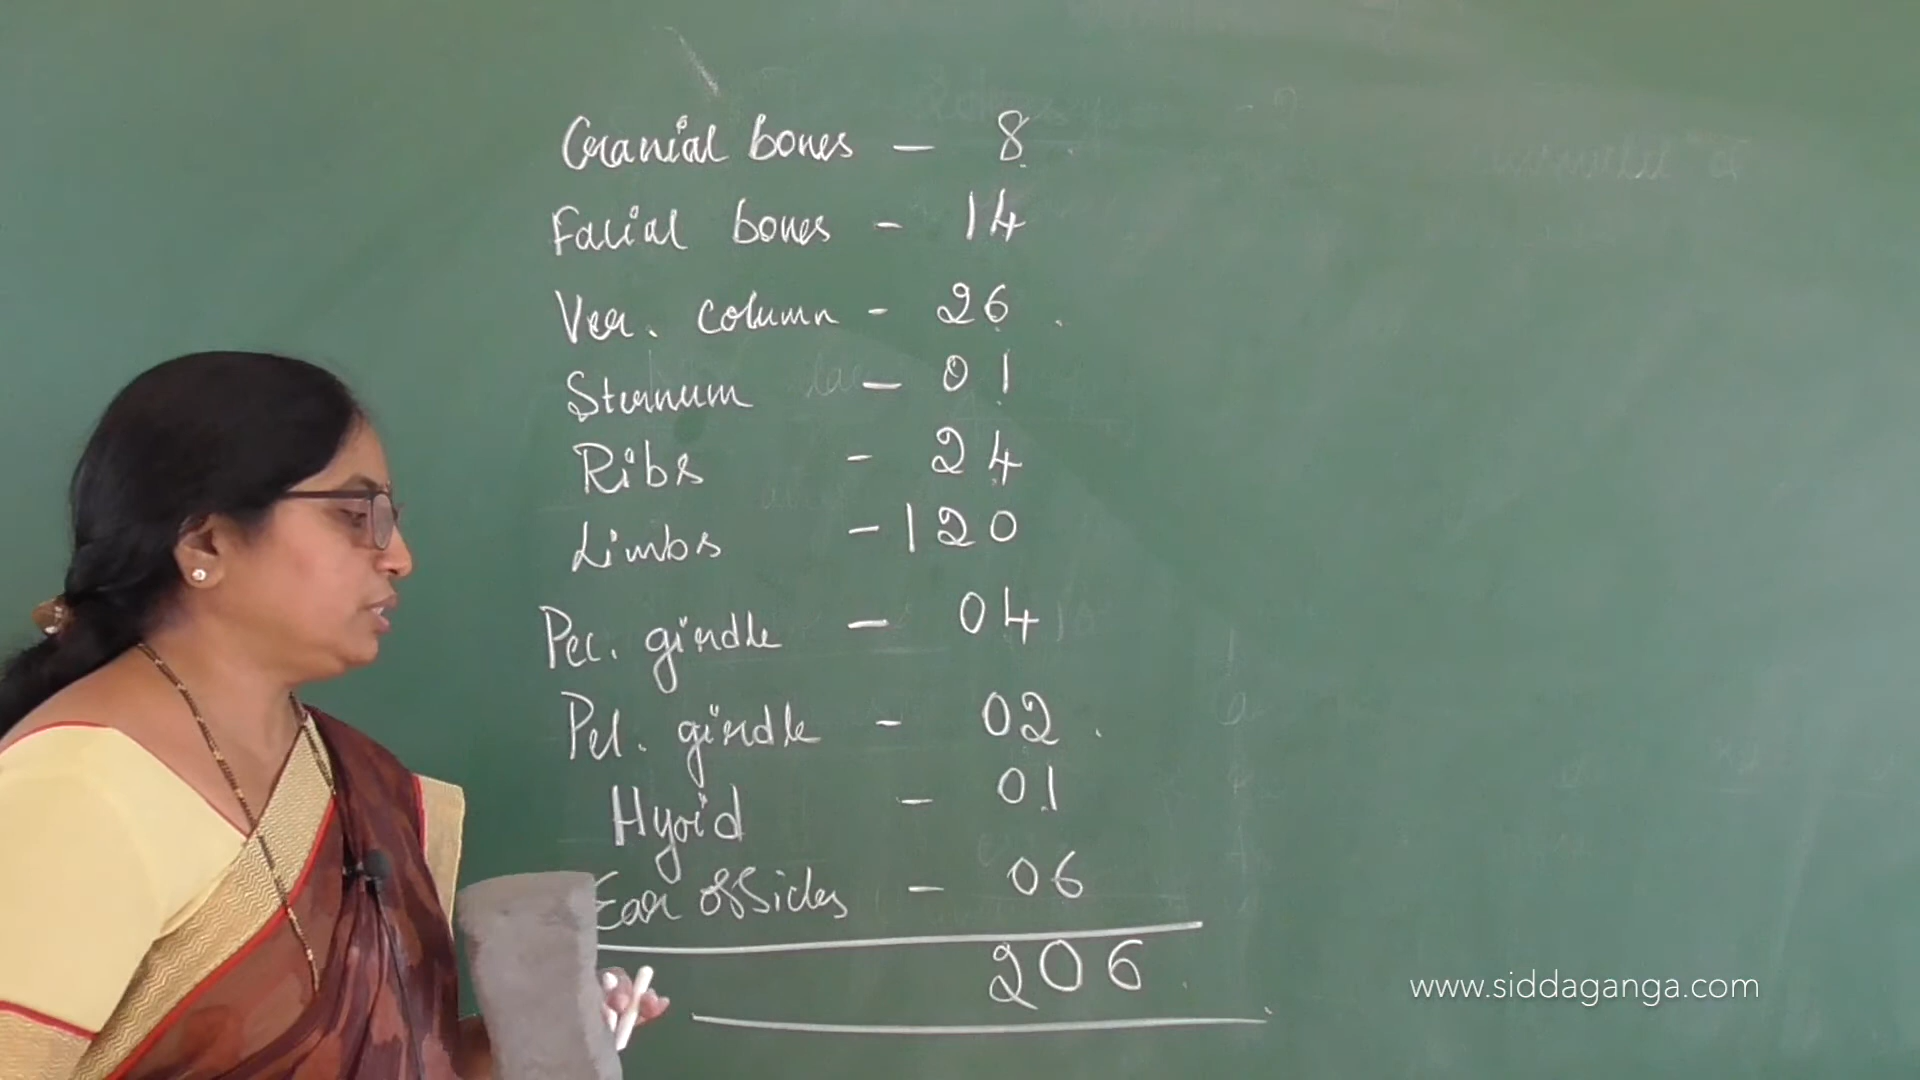 Cranial bones - 8
Facial bones - 14
Ver. column - 26
Sternum - 01
Ribs - 24
Limbs - 120
Pec. girdle - 04
Pel. girdle - 02
Hyoid - 01
Ear ossicles - 06
206
www.siddaganga.com